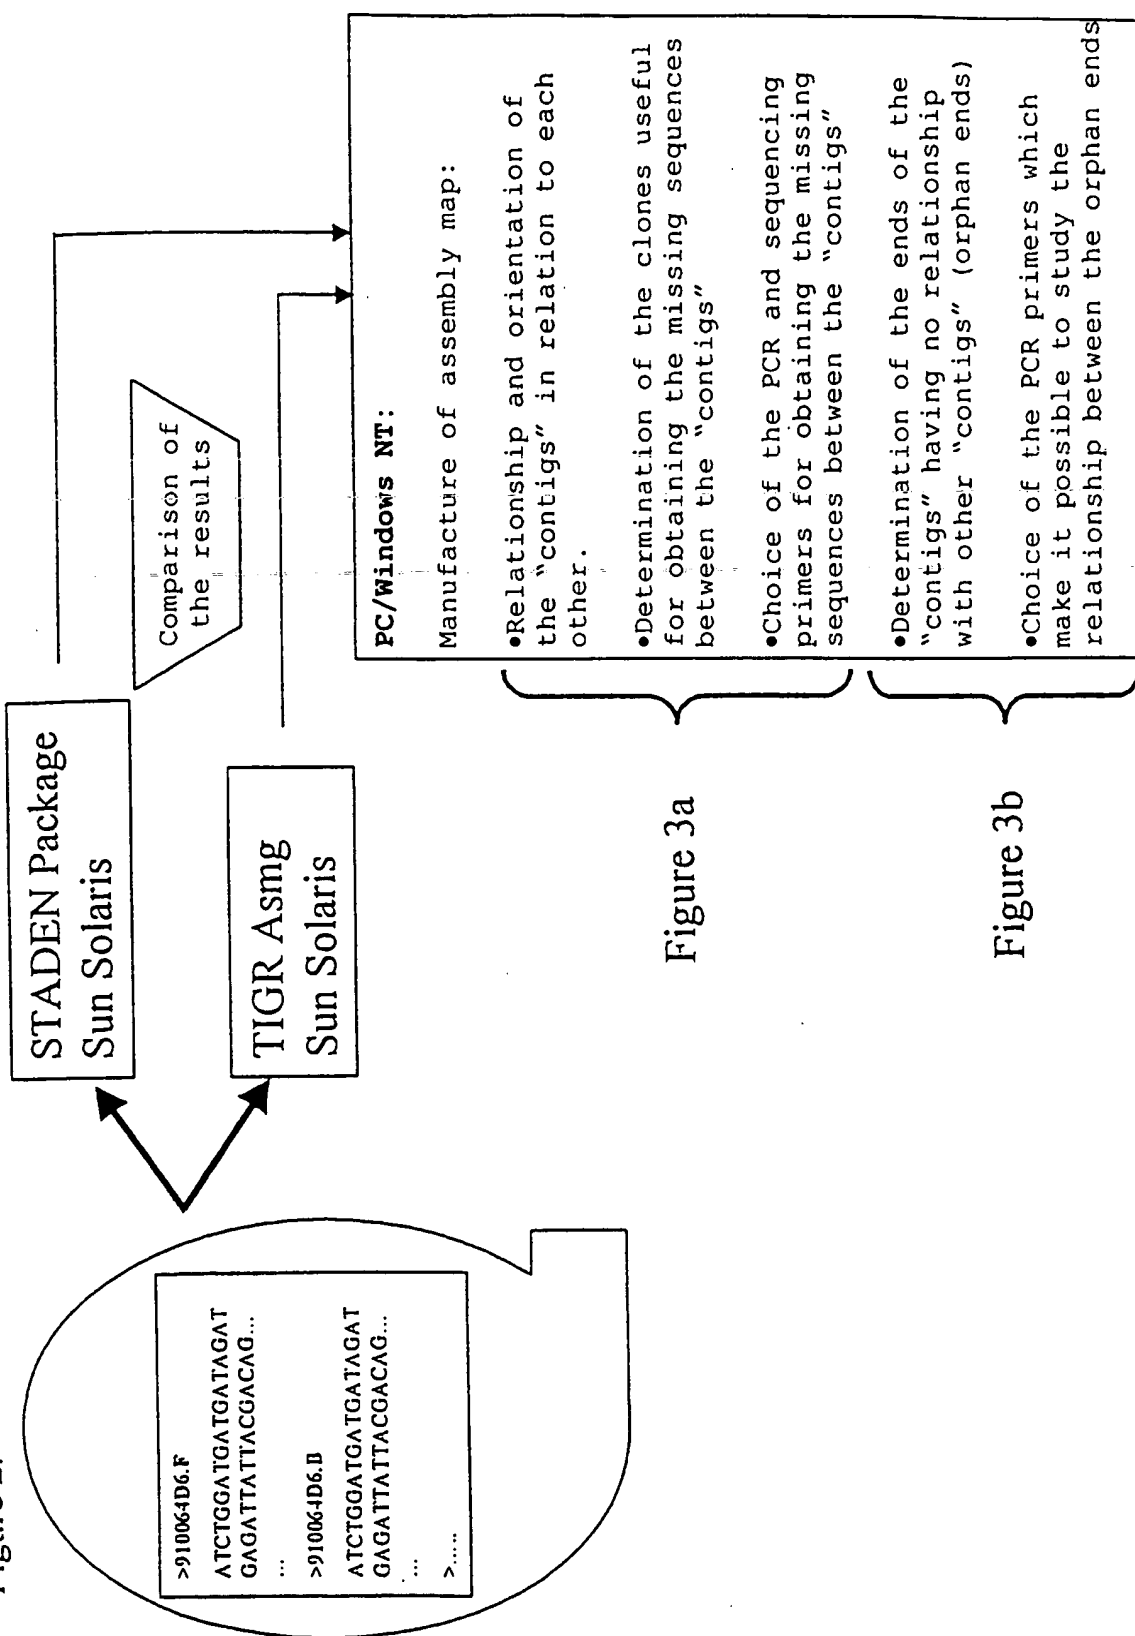 Figure 2:
>910064D6.F
ATCTGGATGATGATAGAT
GAGATTATTACGACAG...
...
>910064D6.B
ATCTGGATGATGATAGAT
GAGATTATTACGACAG...
...
>.....
STADEN Package
Sun Solaris
TIGR Asmg
Sun Solaris
Comparison of
the results
PC/Windows NT:
Manufacture of assembly map:
•Relationship and orientation of
the "contigs" in relation to each
other.
•Determination of the clones useful
for obtaining the missing sequences
between the "contigs"
•Choice of the PCR and sequencing
primers for obtaining the missing
sequences between the "contigs"
•Determination of the ends of the
"contigs" having no relationship
with other "contigs" (orphan ends)
•Choice of the PCR primers which
make it possible to study the
relationship between the orphan ends
Figure 3a
Figure 3b